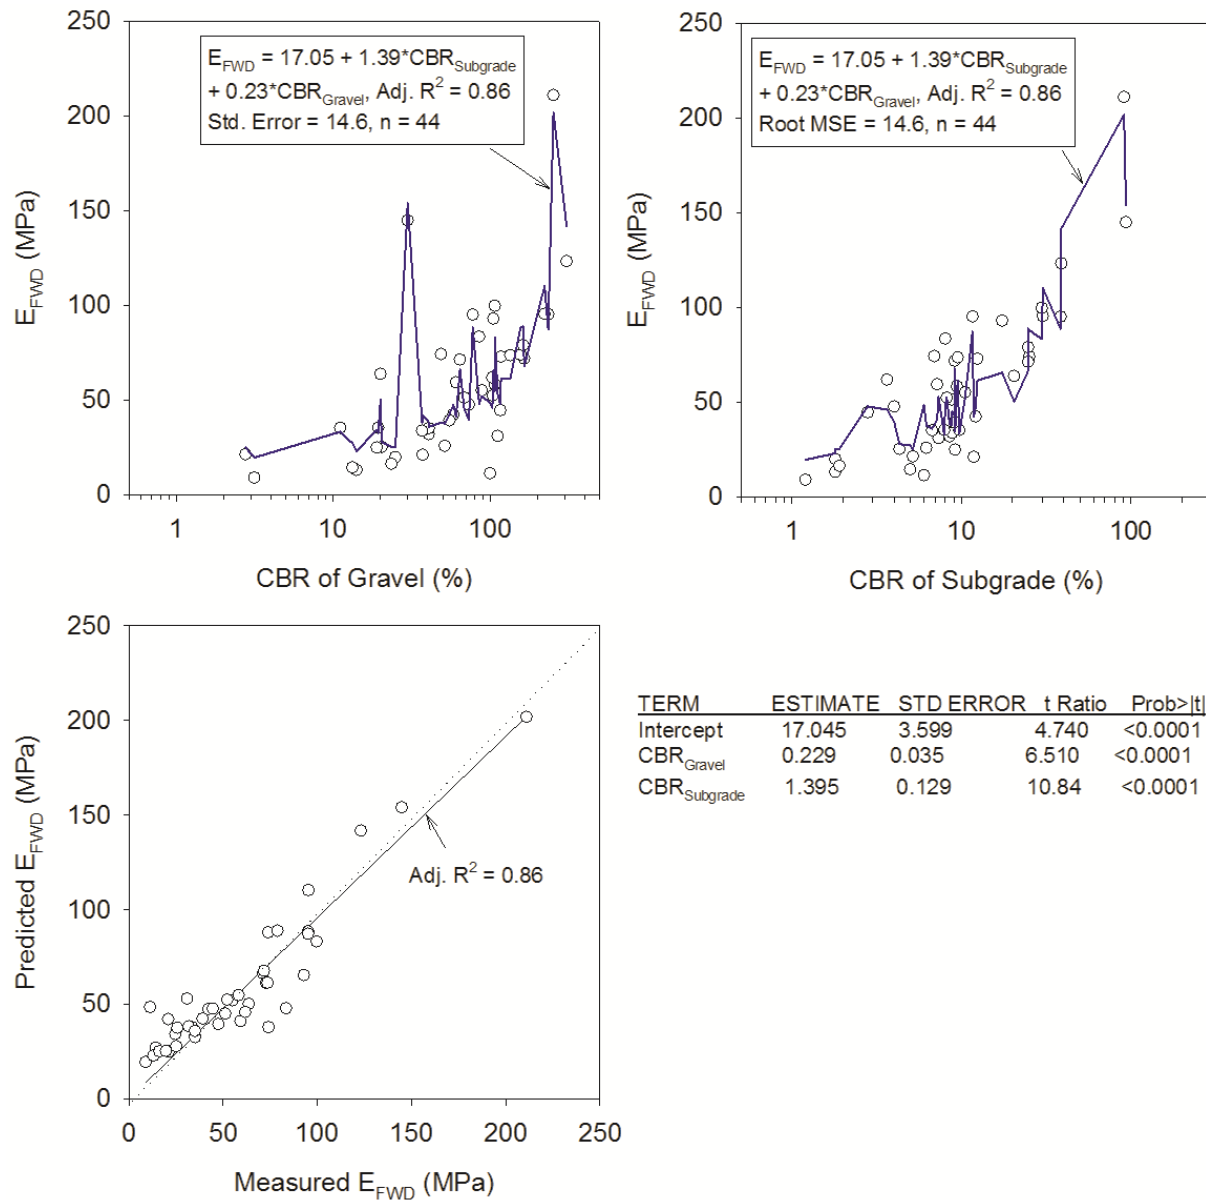 250
200
150
100
50
0
E_FWD (MPa)
E_FWD = 17.05 + 1.39*CBR_Subgrade
+ 0.23*CBR_Gravel, Adj. R² = 0.86
Std. Error = 14.6, n = 44
1 10 100
CBR of Gravel (%)
250
200
150
100
50
0
E_FWD (MPa)
E_FWD = 17.05 + 1.39*CBR_Subgrade
+ 0.23*CBR_Gravel, Adj. R² = 0.86
Root MSE = 14.6, n = 44
1 10 100
CBR of Subgrade (%)
250
200
150
100
50
0
Predicted E_FWD (MPa)
Adj. R² = 0.86
0 50 100 150 200 250
Measured E_FWD (MPa)
TERM ESTIMATE STD ERROR t Ratio Prob>|t|
Intercept 17.045 3.599 4.740 <0.0001
CBR_Gravel 0.229 0.035 6.510 <0.0001
CBR_Subgrade 1.395 0.129 10.84 <0.0001